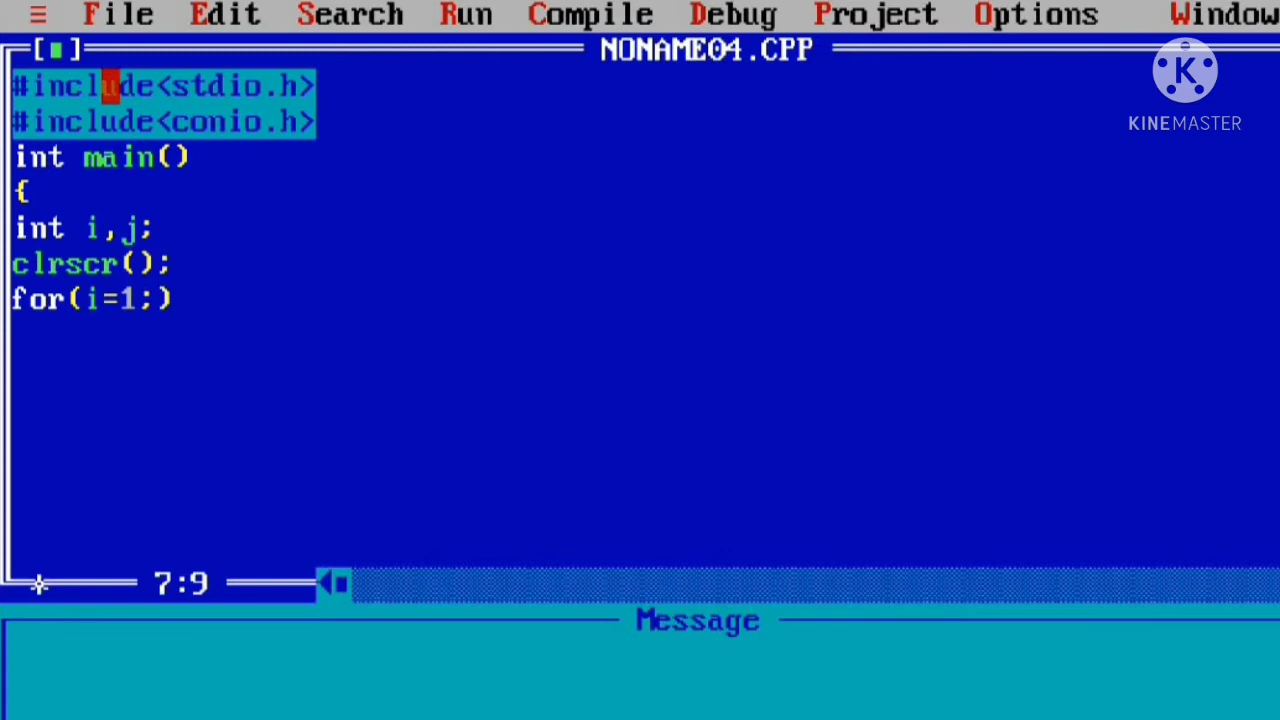 ≡ File Edit Search Run Compile Debug Project Options Window
[■] NONAME04.CPP
K
KINEMASTER
#include<stdio.h>
#include<conio.h>
int main()
{
int i,j;
clrscr();
for(i=1;)
7:9
Message